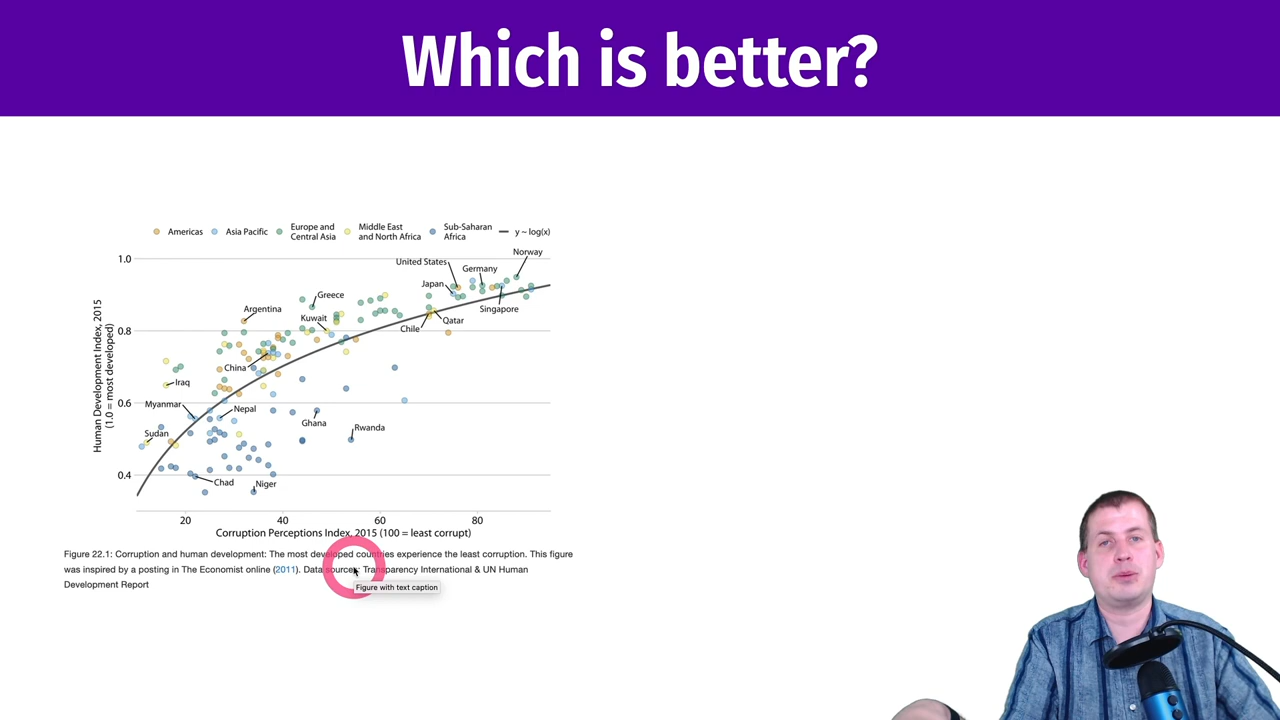 Which is better?
Americas
Asia Pacific
Europe and
Central Asia
Middle East
and North Africa
Sub-Saharan
Africa
y ~ log(x)
Human Development Index, 2015
(1.0 = most developed)
1.0
0.8
0.6
0.4
Norway
United States
Germany
Japan
Greece
Singapore
Argentina
Kuwait
Qatar
Chile
China
Iraq
Myanmar
Nepal
Ghana
Rwanda
Sudan
Chad
Niger
20
40
60
80
Corruption Perceptions Index, 2015 (100 = least corrupt)
Figure 22.1: Corruption and human development: The most developed countries experience the least corruption. This figure
was inspired by a posting in The Economist online (2011). Data sources: Transparency International & UN Human
Development Report
Figure with text caption